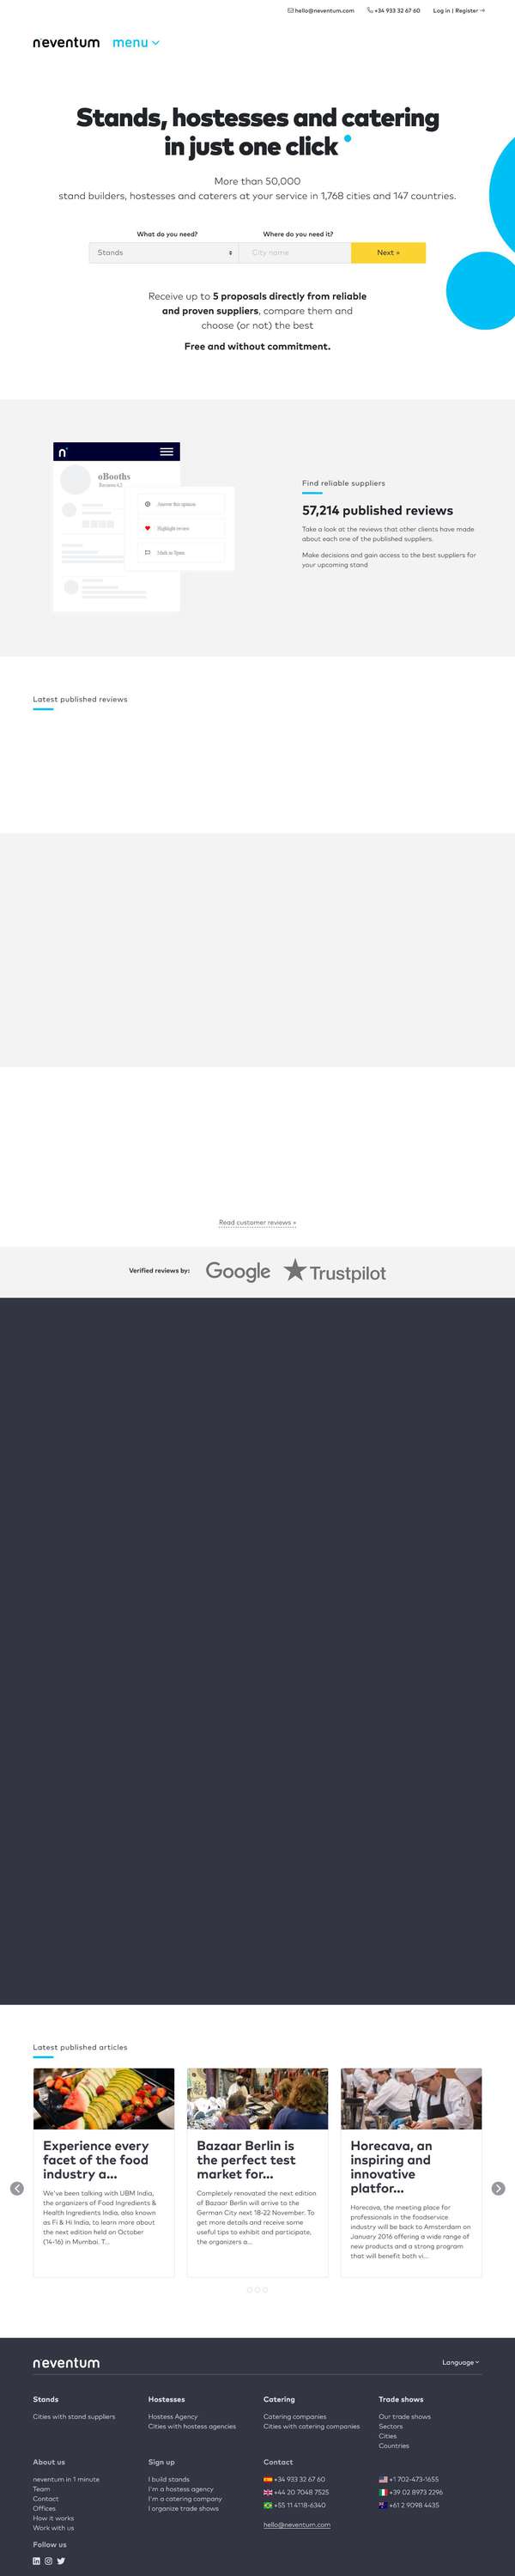 hello@neventum.com +34 933 32 67 60 Log in | Register
neventum menu
Stands, hostesses and catering
in just one click
More than 50,000
stand builders, hostesses and caterers at your service in 1,768 cities and 147 countries.
What do you need? Where do you need it?
Stands City name Next »
Receive up to 5 proposals directly from reliable
and proven suppliers, compare them and
choose (or not) the best
Free and without commitment.
n
oBooths
Answer this opinion
Highlight review
Mark as Spam
Find reliable suppliers
57,214 published reviews
Take a look at the reviews that other clients have made
about each one of the published suppliers.
Make decisions and gain access to the best suppliers for
your upcoming stand
Latest published reviews
Read customer reviews »
Verified reviews by: Google Trustpilot
Latest published articles
Experience every
facet of the food
industry a...
We've been talking with UBM India,
the organizers of Food Ingredients &
Health Ingredients India, also known
as Fi & Hi India, to learn more about
the next edition held on October
(14-16) in Mumbai. T...
Bazaar Berlin is
the perfect test
market for...
Completely renovated the next edition
of Bazaar Berlin will arrive to the
German City next 18-22 November. To
get more details and receive some
useful tips to exhibit and participate,
the organizers a...
Horecava, an
inspiring and
innovative
platfor...
Horecava, the meeting place for
professionals in the foodservice
industry will be back to Amsterdam on
January 2016 offering a wide range of
new products and a strong program
that will benefit both vi...
neventum
Language
Stands
Cities with stand suppliers
Hostesses
Hostess Agency
Cities with hostess agencies
Catering
Catering companies
Cities with catering companies
Trade shows
Our trade shows
Sectors
Cities
Countries
About us
neventum in 1 minute
Team
Contact
Offices
How it works
Work with us
Sign up
I build stands
I'm a hostess agency
I'm a catering company
I organize trade shows
Contact
+34 933 32 67 60
+44 20 7048 7525
+55 11 4118-6340
hello@neventum.com
+1 702-473-1655
+39 02 8973 2296
+61 2 9098 4435
Follow us